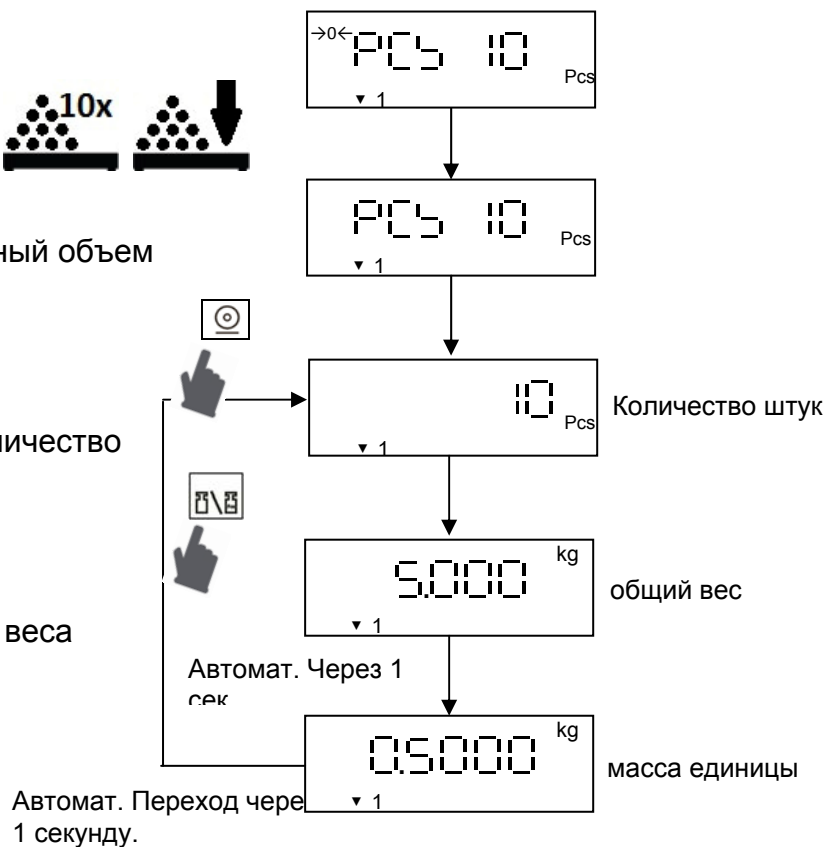 →0← PCS 10 Pcs
▼ 1
10x
PCS 10 Pcs
▼ 1
ный объем
10 Pcs
Количество штук
▼ 1
ничество
5.000 kg
общий вес
▼ 1
веса
Автомат. Через 1
сек
0.5000 kg
масса единицы
▼ 1
Автомат. Переход чере
1 секунду.